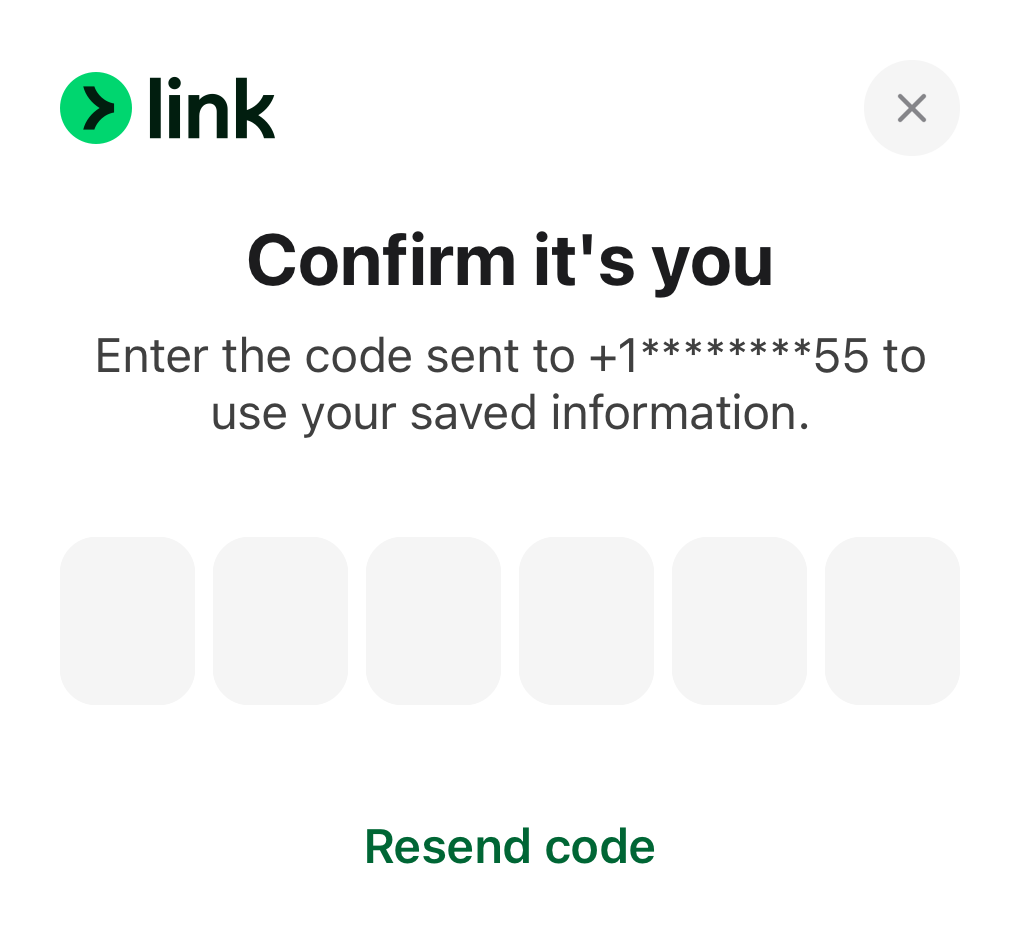 link
Confirm it's you
Enter the code sent to +1********55 to
use your saved information.
Resend code